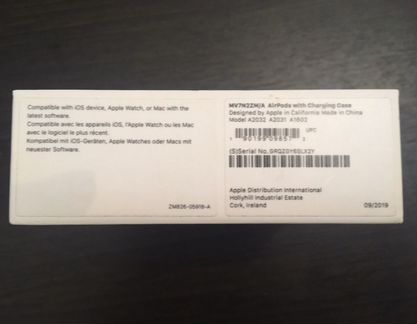 Compatible with iOS device, Apple Watch, or Mac with the
latest software.
Compatible avec les appareils iOS, l'Apple Watch ou les Mac
avec le logiciel le plus récent.
Kompatibel mit iOS-Geräten, Apple Watches oder Macs mit
neuester Software.
ZM826-05918-A
MV7N2ZM/A AirPods with Charging Case
Designed by Apple in California Made in China
Model A2032 A2031 A1602
UPC
(S)Serial No.
Apple Distribution International
Hollyhill Industrial Estate
Cork, Ireland
09/2019